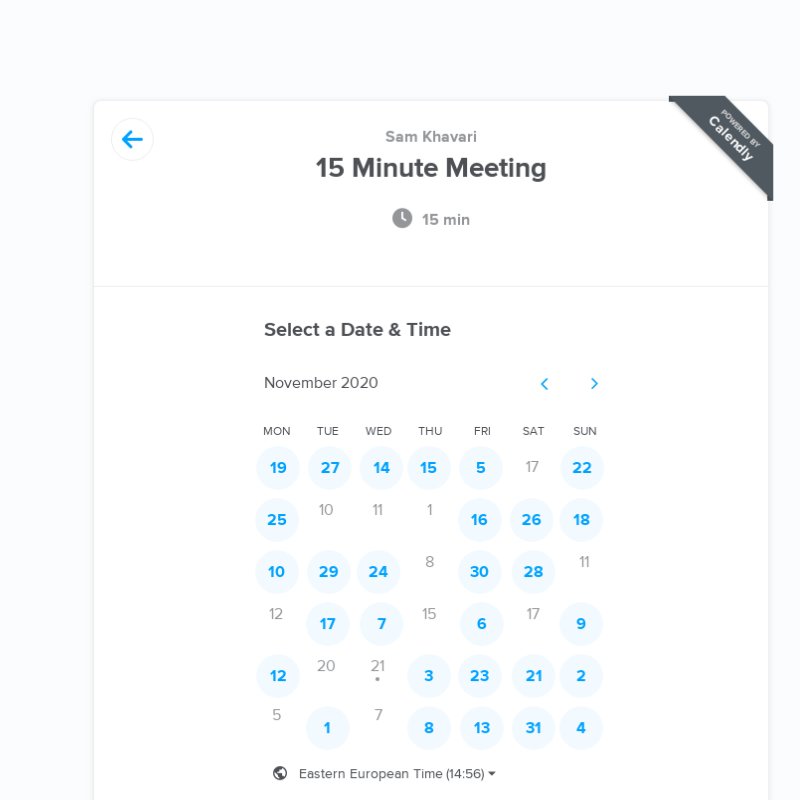 POWERED BY
Calendly
Sam Khavari
15 Minute Meeting
15 min
Select a Date & Time
November 2020
MON TUE WED THU FRI SAT SUN
19 27 14 15 5 17 22
25 10 11 1 16 26 18
10 29 24 8 30 28 11
12 17 7 15 6 17 9
12 20 21 3 23 21 2
5 1 7 8 13 31 4
Eastern European Time (14:56)